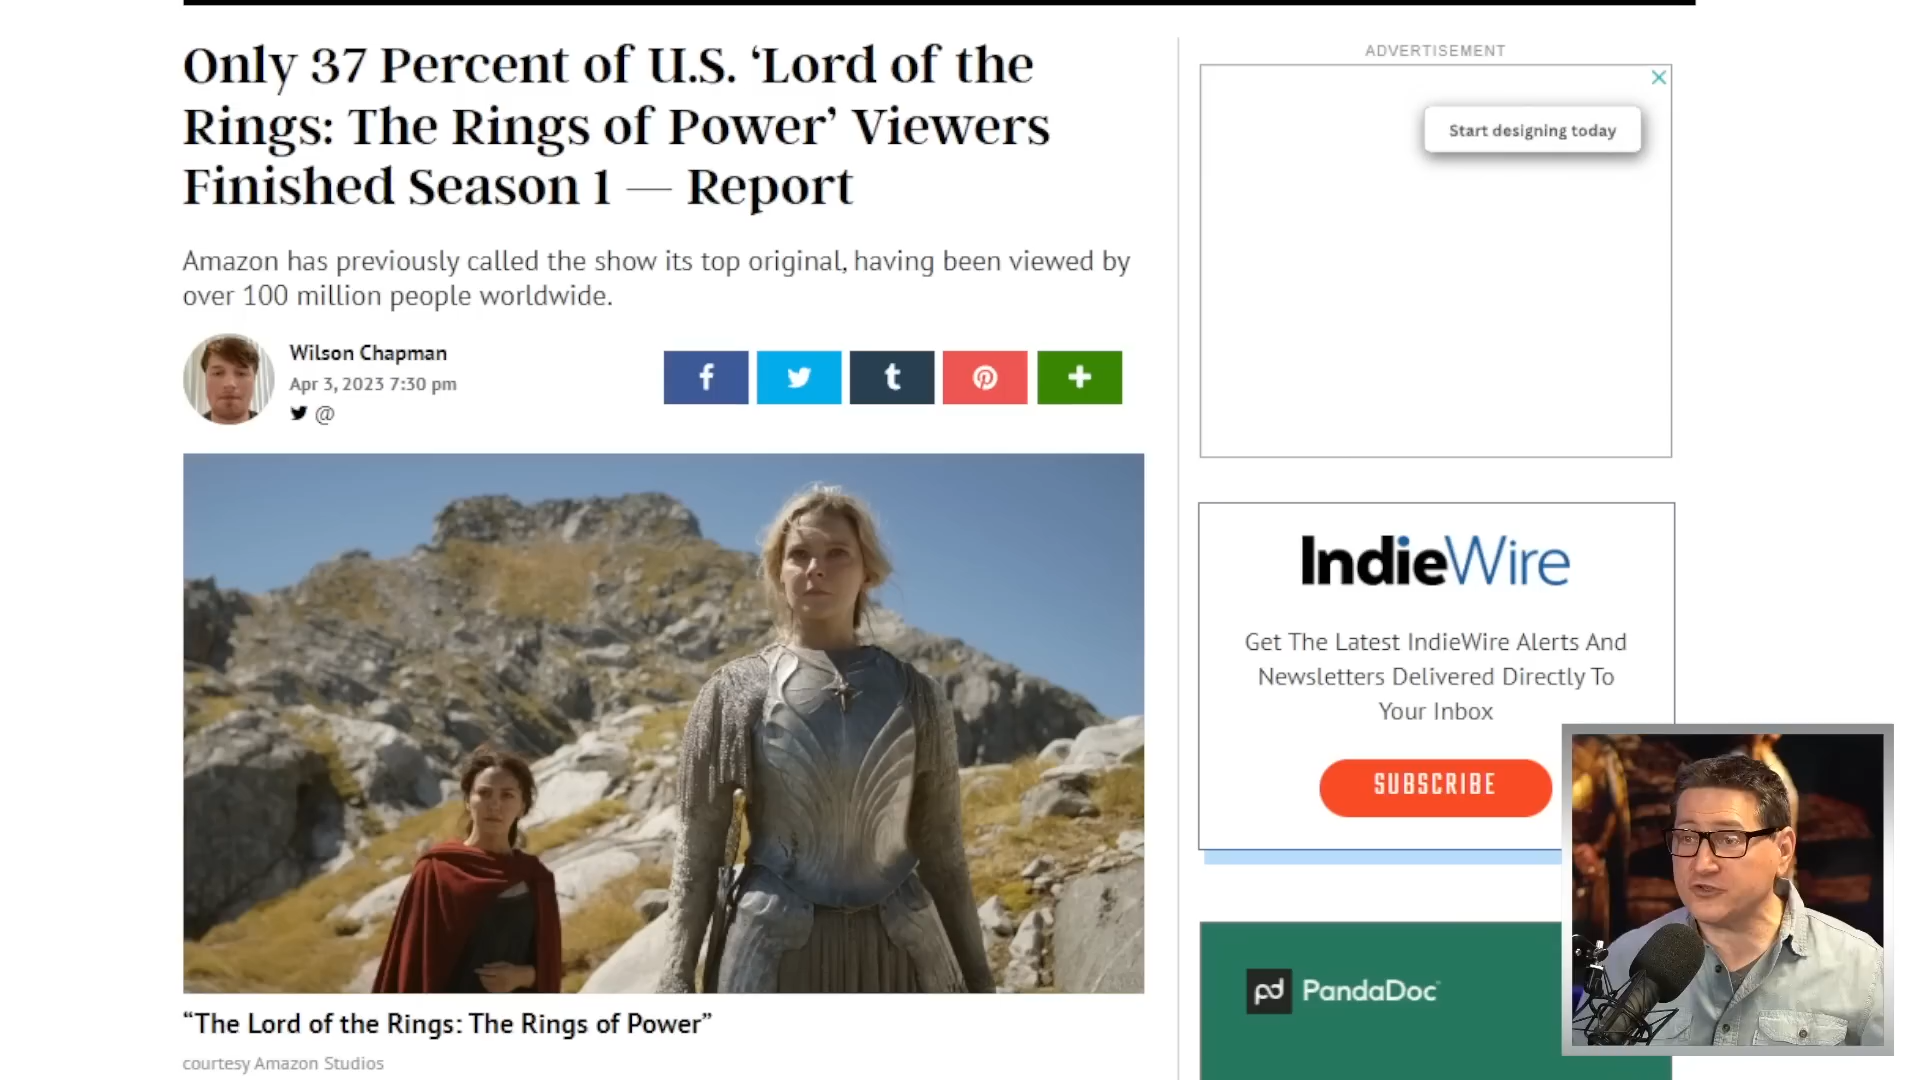 Only 37 Percent of U.S. ‘Lord of the
Rings: The Rings of Power’ Viewers
Finished Season 1 — Report
Amazon has previously called the show its top original, having been viewed by
over 100 million people worldwide.
Wilson Chapman
Apr 3, 2023 7:30 pm
@
f
t
+
“The Lord of the Rings: The Rings of Power”
courtesy Amazon Studios
ADVERTISEMENT
Start designing today
IndieWire
Get The Latest IndieWire Alerts And
Newsletters Delivered Directly To
Your Inbox
SUBSCRIBE
pd PandaDoc